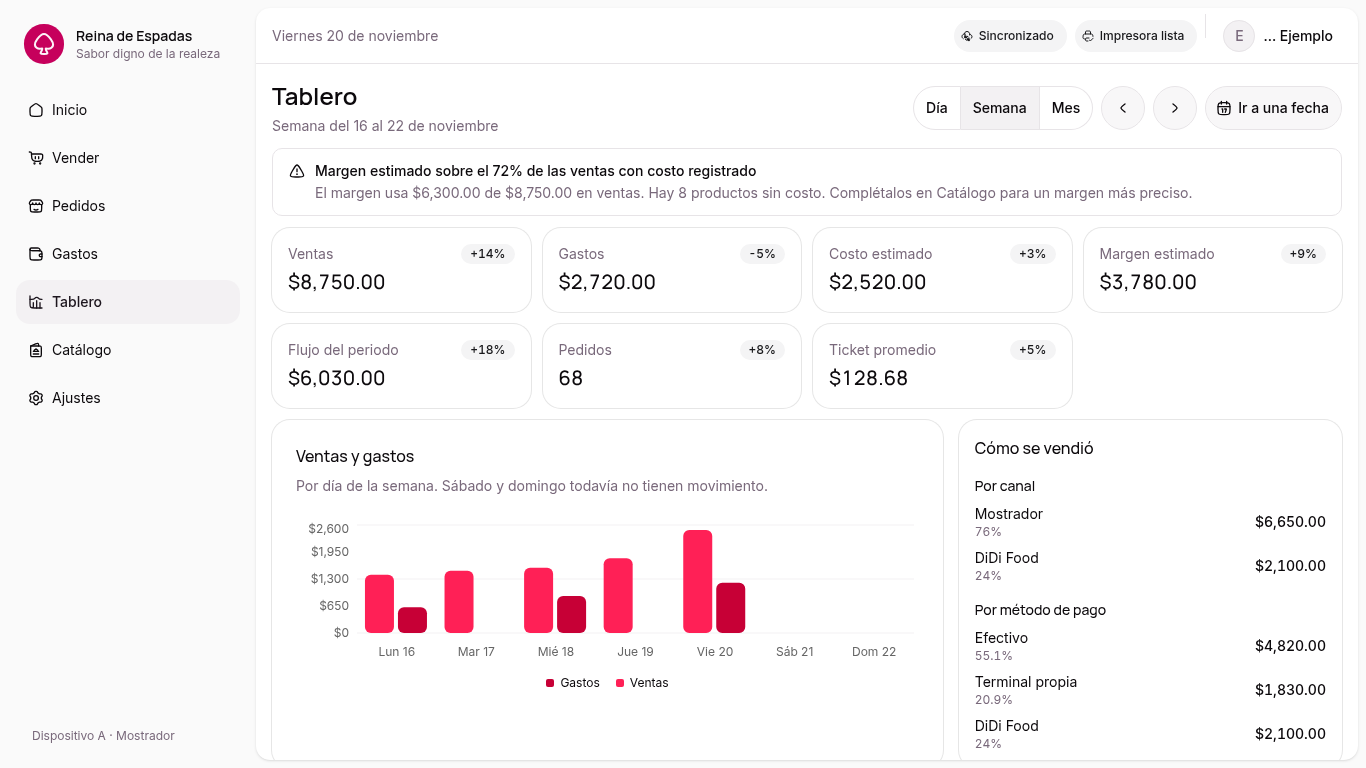 Reina de Espadas
Sabor digno de la realeza
Inicio
Vender
Pedidos
Gastos
Tablero
Catálogo
Ajustes
Dispositivo A · Mostrador
Viernes 20 de noviembre
Sincronizado
Impresora lista
E
... Ejemplo
Tablero
Semana del 16 al 22 de noviembre
Día
Semana
Mes
Ir a una fecha
Margen estimado sobre el 72% de las ventas con costo registrado
El margen usa $6,300.00 de $8,750.00 en ventas. Hay 8 productos sin costo. Complétalos en Catálogo para un margen más preciso.
Ventas
+14%
$8,750.00
Gastos
-5%
$2,720.00
Costo estimado
+3%
$2,520.00
Margen estimado
+9%
$3,780.00
Flujo del periodo
+18%
$6,030.00
Pedidos
+8%
68
Ticket promedio
+5%
$128.68
Ventas y gastos
Por día de la semana. Sábado y domingo todavía no tienen movimiento.
$2,600
$1,950
$1,300
$650
$0
Lun 16
Mar 17
Mié 18
Jue 19
Vie 20
Sáb 21
Dom 22
Gastos
Ventas
Cómo se vendió
Por canal
Mostrador
76%
$6,650.00
DiDi Food
24%
$2,100.00
Por método de pago
Efectivo
55.1%
$4,820.00
Terminal propia
20.9%
$1,830.00
DiDi Food
24%
$2,100.00